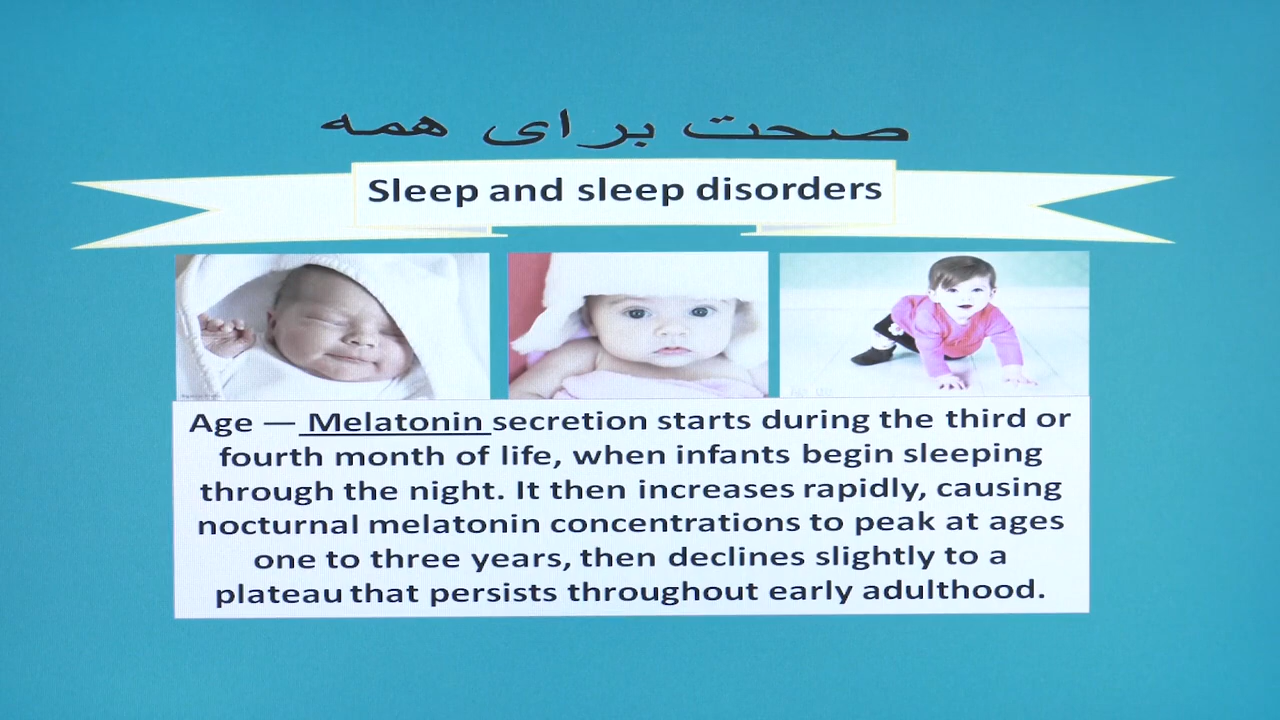 صحت برای همه
Sleep and sleep disorders
Age — Melatonin secretion starts during the third or
fourth month of life, when infants begin sleeping
through the night. It then increases rapidly, causing
nocturnal melatonin concentrations to peak at ages
one to three years, then declines slightly to a
plateau that persists throughout early adulthood.